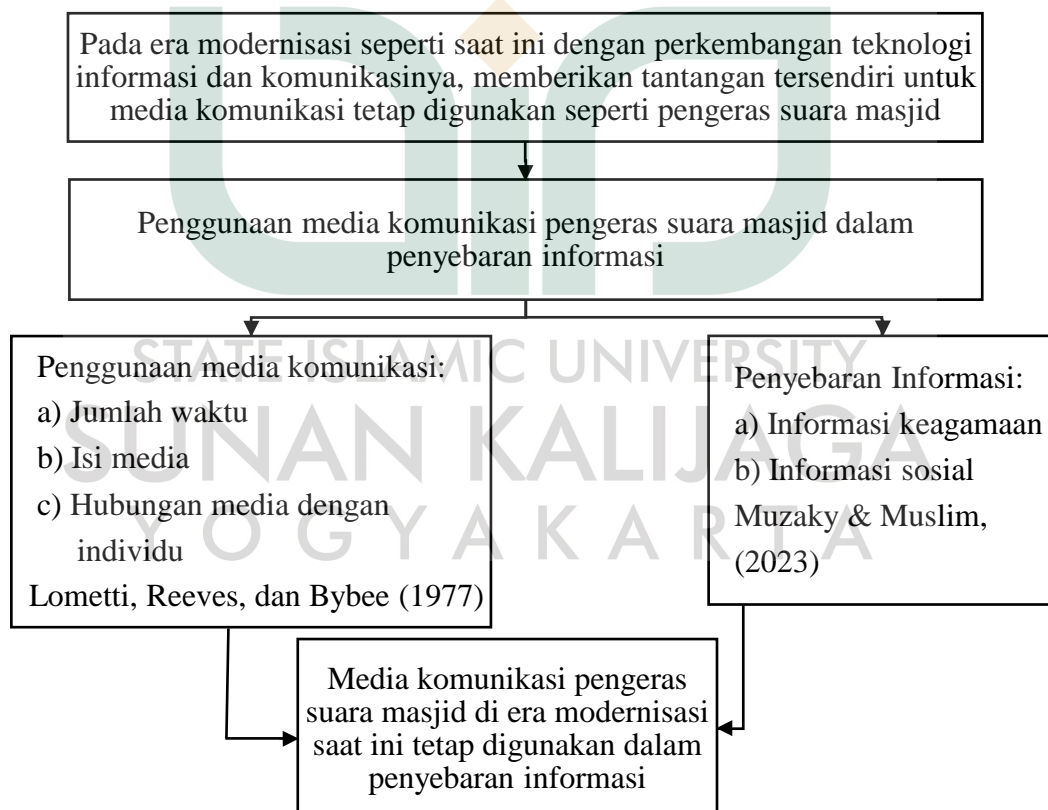 Pada era modernisasi seperti saat ini dengan perkembangan teknologi
informasi dan komunikasinya, memberikan tantangan tersendiri untuk
media komunikasi tetap digunakan seperti pengeras suara masjid
Penggunaan media komunikasi pengeras suara masjid dalam
penyebaran informasi
Penggunaan media komunikasi:
a) Jumlah waktu
b) Isi media
c) Hubungan media dengan
individu
Lometti, Reeves, dan Bybee (1977)
Penyebaran Informasi:
a) Informasi keagamaan
b) Informasi sosial
Muzaky & Muslim,
(2023)
Media komunikasi pengeras
suara masjid di era modernisasi
saat ini tetap digunakan dalam
penyebaran informasi
STATE ISLAMIC UNIVERSITY
SUNAN KALIJAGA
YOGYAKARTA